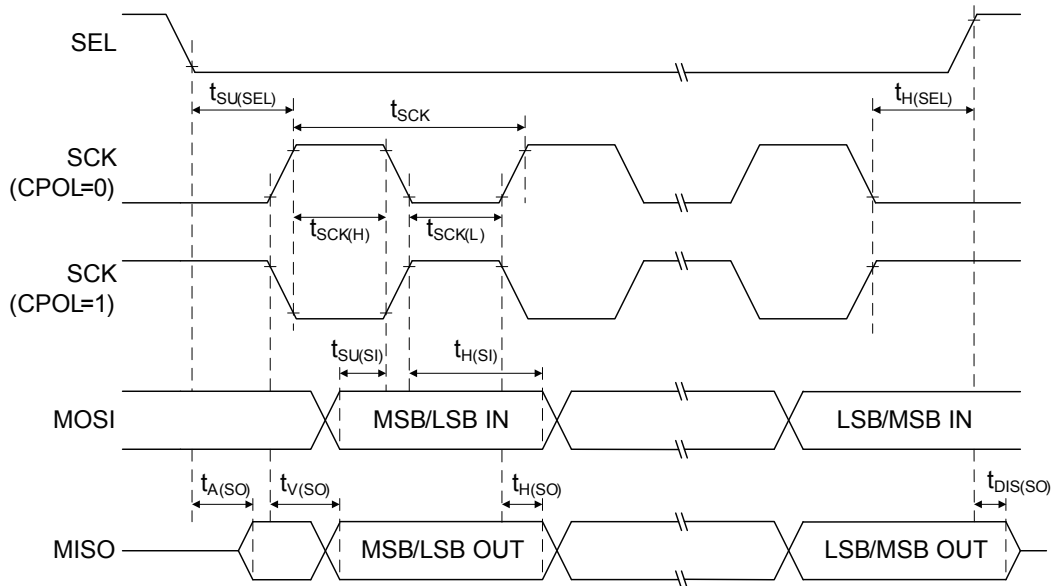 SEL
tSU(SEL)
tSCK
tH(SEL)
SCK
(CPOL=0)
tSCK(H)
tSCK(L)
SCK
(CPOL=1)
tSU(SI)
tH(SI)
MOSI
MSB/LSB IN
LSB/MSB IN
tA(SO)
tV(SO)
tH(SO)
tDIS(SO)
MISO
MSB/LSB OUT
LSB/MSB OUT